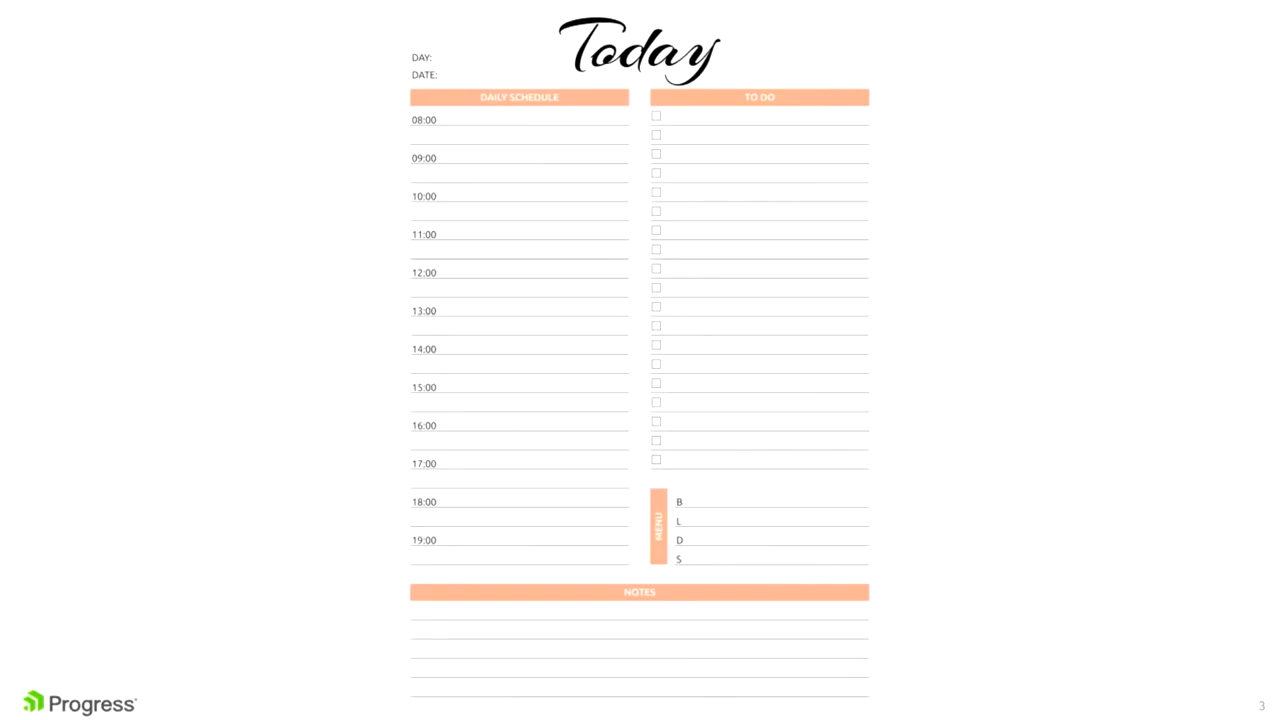 Today
DAY:
DATE:
DAILY SCHEDULE
08:00
09:00
10:00
11:00
12:00
13:00
14:00
15:00
16:00
17:00
18:00
19:00
TO DO
MENU
B
L
D
S
NOTES
Progress
3